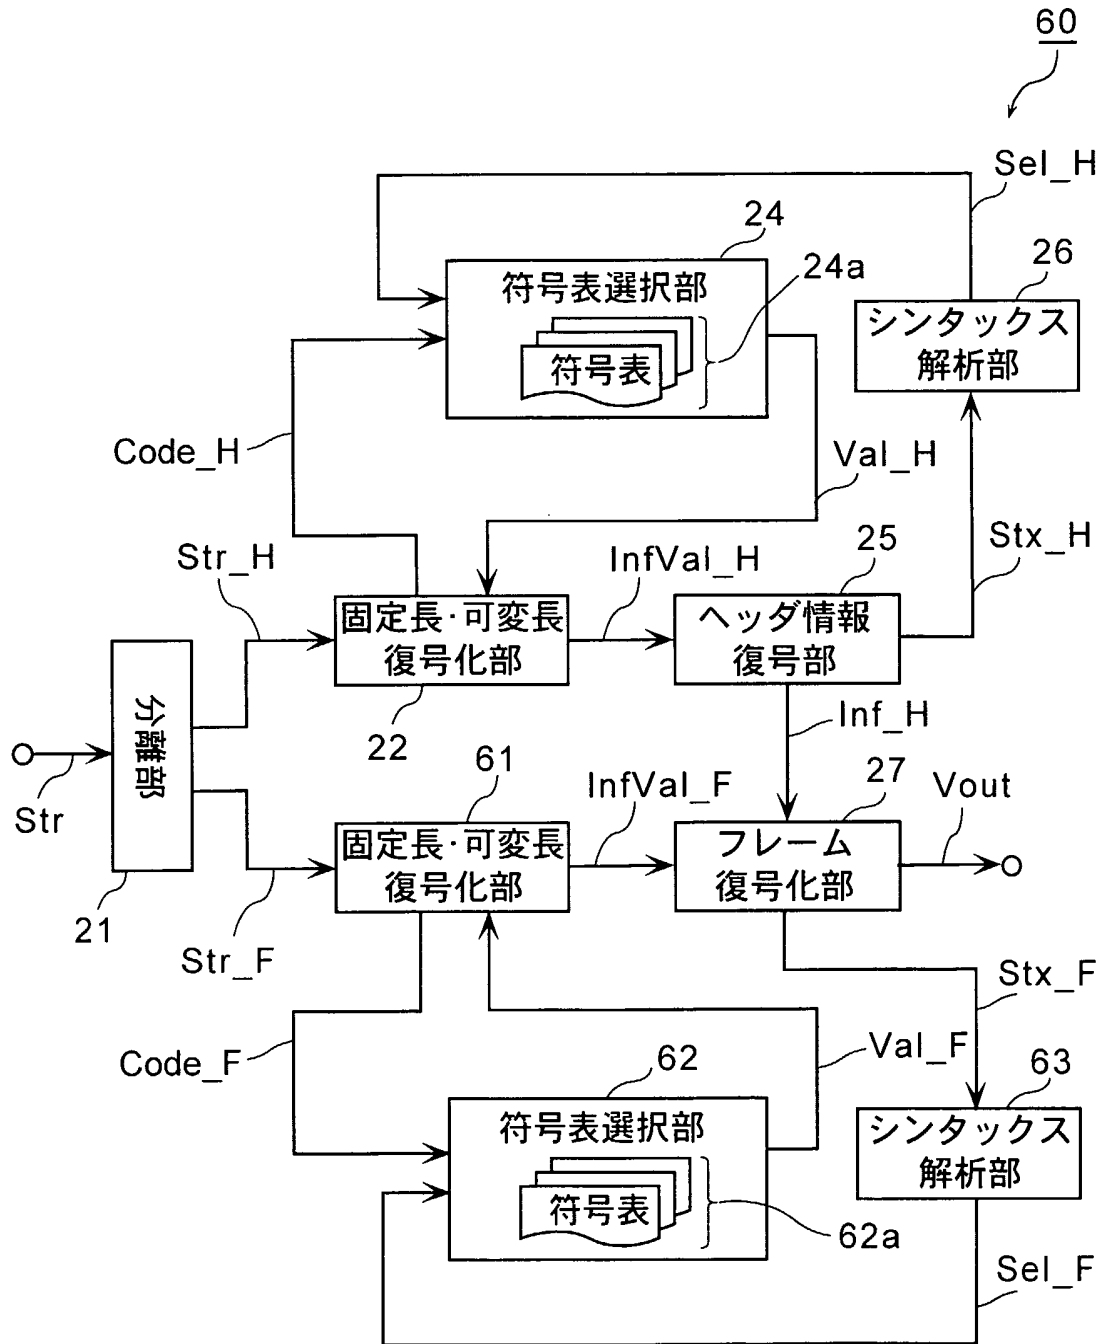 60
Sel_H
24
26
符号表選択部
24a
シンタックス
解析部
符号表
Code_H
Val_H
Str_H
InfVal_H
25
Stx_H
固定長・可変長
復号化部
ヘッダ情報
復号部
分離部
22
Inf_H
Str
61
InfVal_F
27
Vout
固定長・可変長
復号化部
フレーム
復号化部
21
Str_F
Stx_F
Code_F
62
Val_F
63
符号表選択部
シンタックス
解析部
符号表
62a
Sel_F